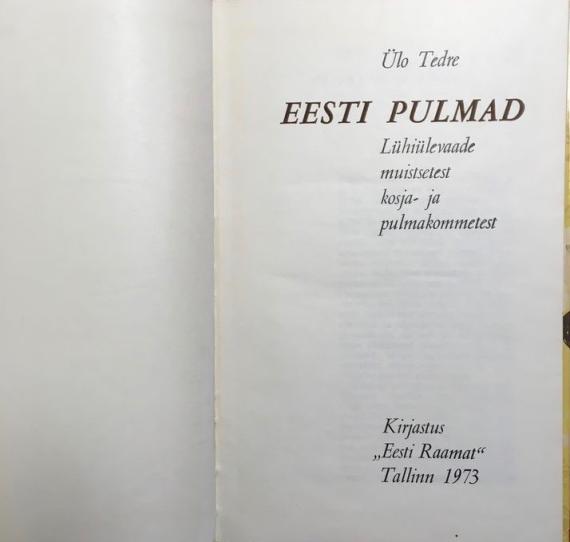 Ülo Tedre
EESTI PULMAD
Lühiülevaade
muistsetest
kosja- ja
pulmakommetest
Kirjastus
„Eesti Raamat“
Tallinn 1973